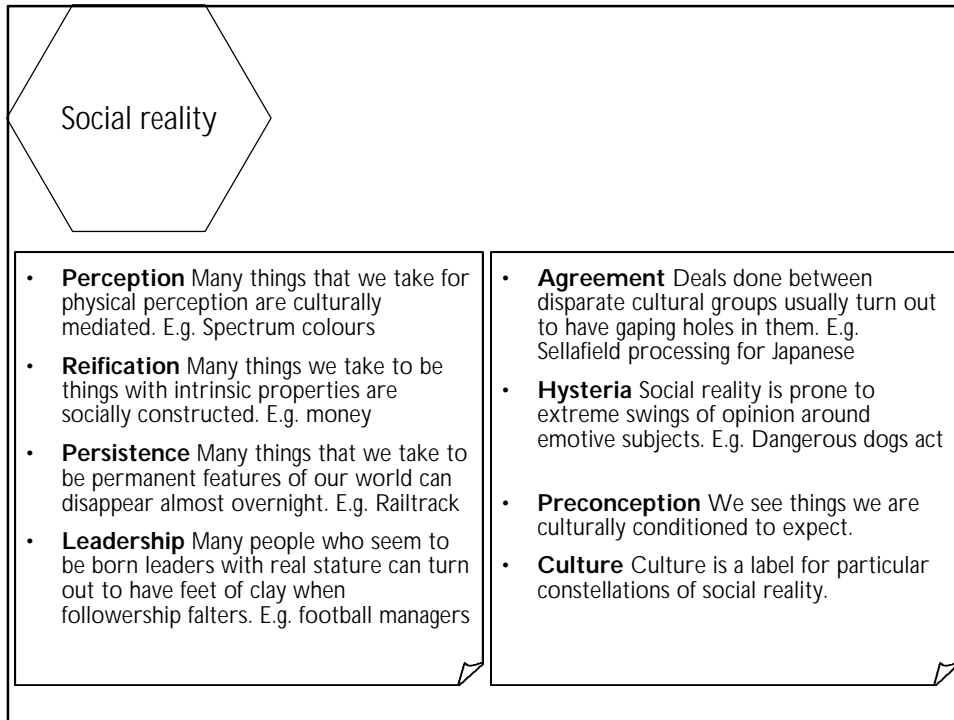 Social reality
• Perception Many things that we take for
physical perception are culturally
mediated. E.g. Spectrum colours
• Reification Many things we take to be
things with intrinsic properties are
socially constructed. E.g. money
• Persistence Many things that we take to
be permanent features of our world can
disappear almost overnight. E.g. Railtrack
• Leadership Many people who seem to
be born leaders with real stature can turn
out to have feet of clay when
followership falters. E.g. football managers
• Agreement Deals done between
disparate cultural groups usually turn out
to have gaping holes in them. E.g.
Sellafield processing for Japanese
• Hysteria Social reality is prone to
extreme swings of opinion around
emotive subjects. E.g. Dangerous dogs act
• Preconception We see things we are
culturally conditioned to expect.
• Culture Culture is a label for particular
constellations of social reality.